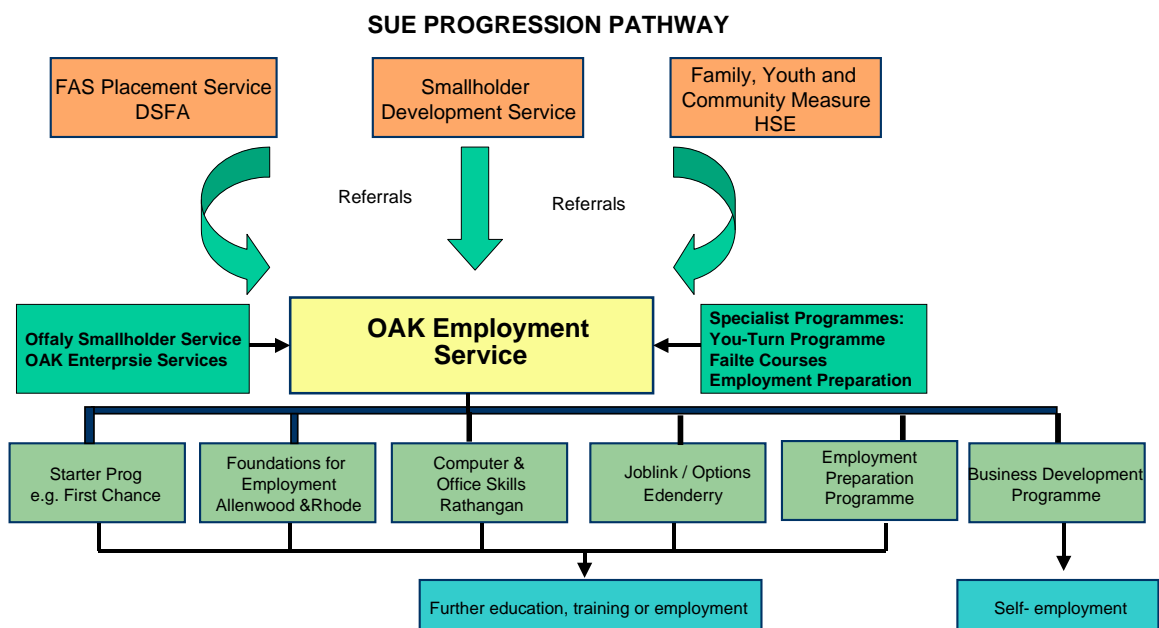 SUE PROGRESSION PATHWAY
FAS Placement Service
DSFA
Smallholder
Development Service
Family, Youth and
Community Measure
HSE
Referrals
Referrals
Offaly Smallholder Service
OAK Enterprsie Services
OAK Employment
Service
Specialist Programmes:
You-Turn Programme
Failte Courses
Employment Preparation
Starter Prog
e.g. First Chance
Foundations for
Employment
Allenwood &Rhode
Computer &
Office Skills
Rathangan
Joblink / Options
Edenderry
Employment
Preparation
Programme
Business Development
Programme
Further education, training or employment
Self- employment